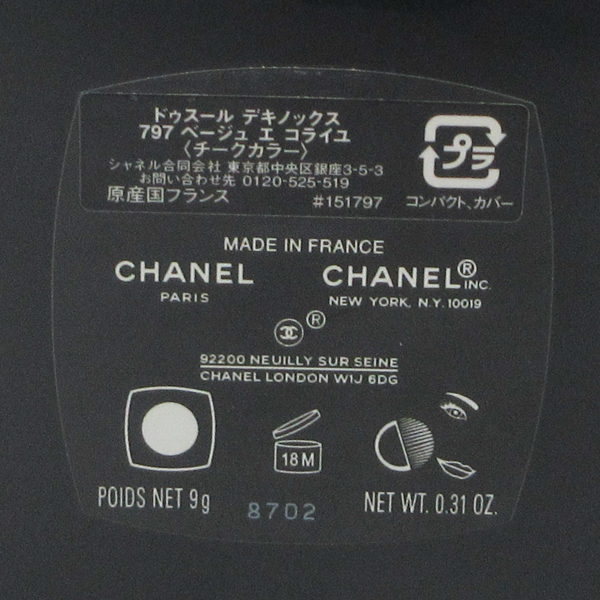 ドゥスール デキノックス
797 ベージュ エ コライユ
〈チークカラー〉
シャネル合同会社 東京都中央区銀座3-5-3
お問い合わせ先 0120-525-519
原産国フランス #151797
プラ
コンパクト、カバー
MADE IN FRANCE
CHANEL
PARIS
CHANEL® INC.
NEW YORK, N.Y. 10019
®
92200 NEUILLY SUR SEINE
CHANEL LONDON W1J 6DG
18M
POIDS NET 9g
8702
NET WT. 0.31 OZ.